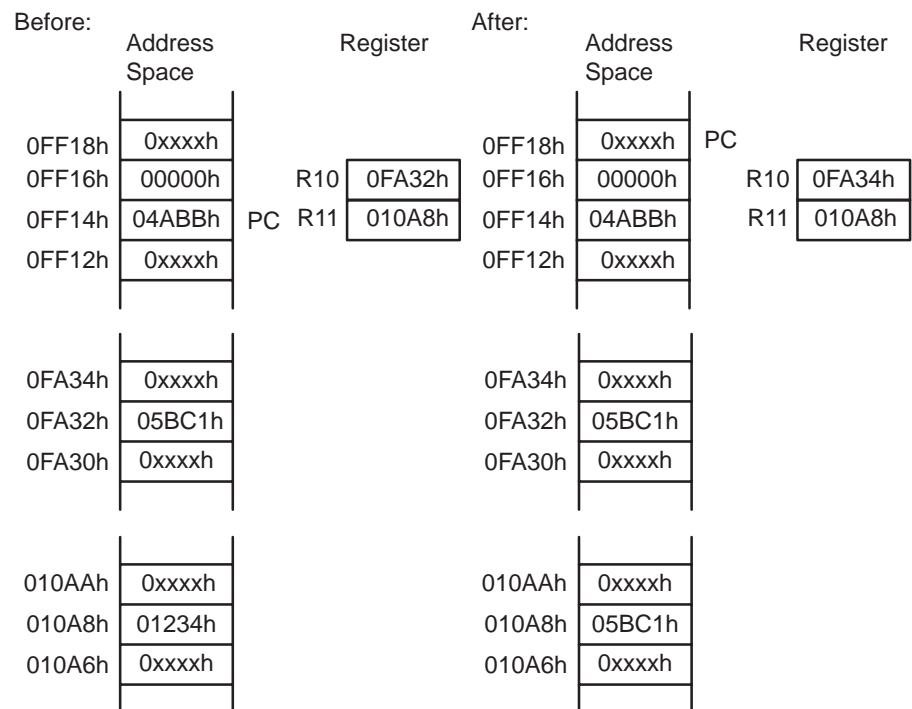 Before:
Address Space
Register
After:
Address Space
Register
0FF18h 0xxxxh
0FF16h 00000h R10 0FA32h
0FF14h 04ABBh PC R11 010A8h
0FF12h 0xxxxh
0FF18h 0xxxxh PC
0FF16h 00000h R10 0FA34h
0FF14h 04ABBh R11 010A8h
0FF12h 0xxxxh
0FA34h 0xxxxh
0FA32h 05BC1h
0FA30h 0xxxxh
0FA34h 0xxxxh
0FA32h 05BC1h
0FA30h 0xxxxh
010AAh 0xxxxh
010A8h 01234h
010A6h 0xxxxh
010AAh 0xxxxh
010A8h 05BC1h
010A6h 0xxxxh